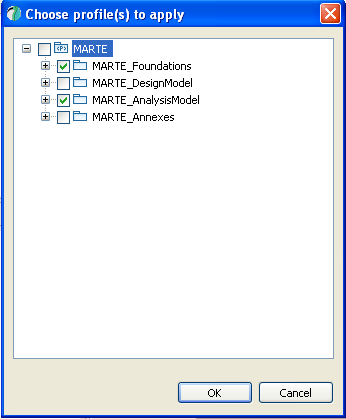 Choose profile(s) to apply
<P> MARTE
MARTE_Foundations
MARTE_DesignModel
MARTE_AnalysisModel
MARTE_Annexes
OK Cancel